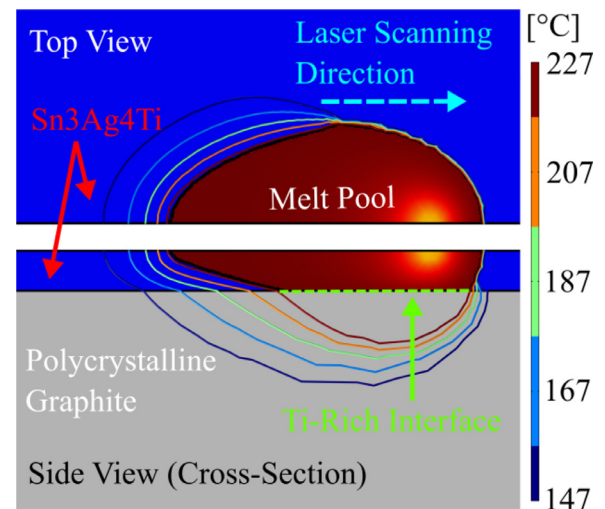 Top View
Laser Scanning
Direction
[°C]
227
Sn3Ag4Ti
207
Melt Pool
187
Polycrystalline
Graphite
167
Ti-Rich Interface
Side View (Cross-Section)
147